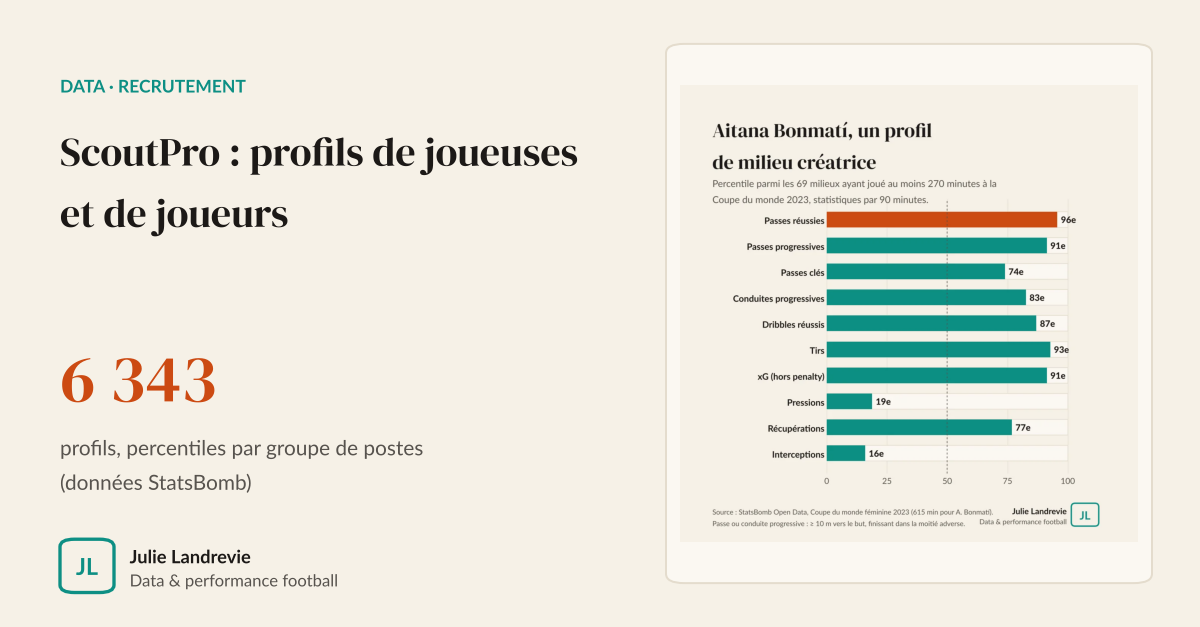 DATA · RECRUTEMENT
ScoutPro : profils de joueuses
et de joueurs
6 343
profils, percentiles par groupe de postes
(données StatsBomb)
JL
Julie Landrevie
Data & performance football
Aitana Bonmatí, un profil
de milieu créatrice
Percentile parmi les 69 milieux ayant joué au moins 270 minutes à la
Coupe du monde 2023, statistiques par 90 minutes.
Passes réussies 96e
Passes progressives 91e
Passes clés 74e
Conduites progressives 83e
Dribbles réussis 87e
Tirs 93e
xG (hors penalty) 91e
Pressions 19e
Récupérations 77e
Interceptions 16e
0 25 50 75 100
Source : StatsBomb Open Data, Coupe du monde féminine 2023 (615 min pour A. Bonmatí).
Passe ou conduite progressive : ≥ 10 m vers le but, finissant dans la moitié adverse.
Julie Landrevie
Data & performance football
JL